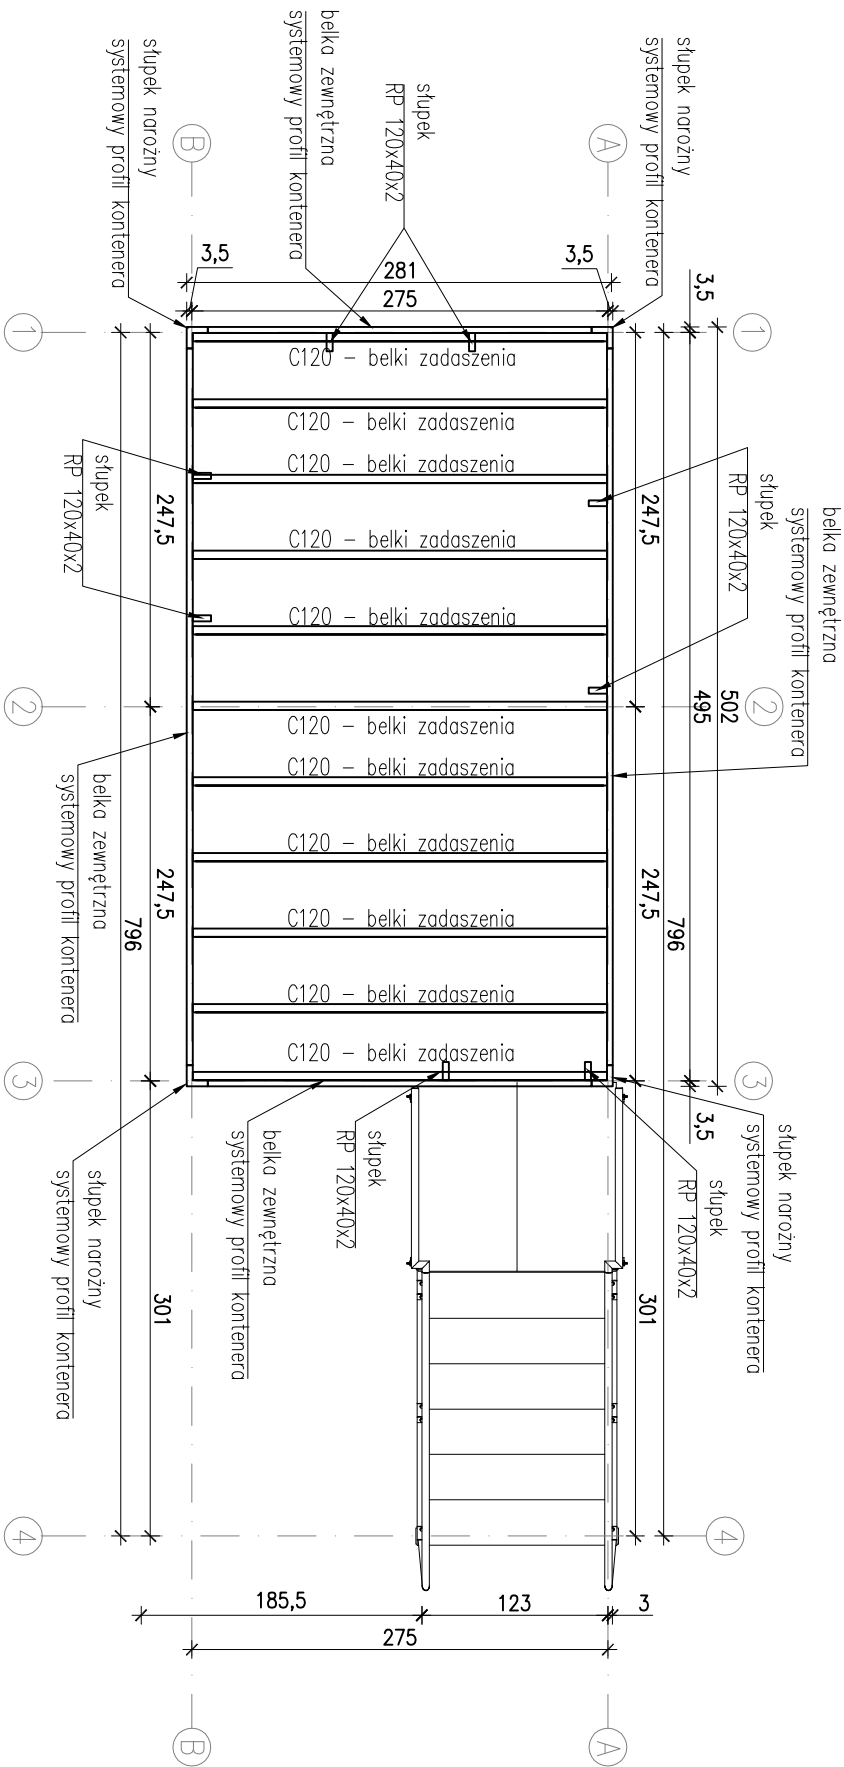 słupek narożny
systemowy profil kontenera
B
belka zewnętrzna
systemowy profil kontenera
słupek
RP 120x40x2
A
słupek narożny
systemowy profil kontenera
3,5
281
275
3,5
3,5
1
1
C120 – belki zadaszenia
C120 – belki zadaszenia
C120 – belki zadaszenia
C120 – belki zadaszenia
C120 – belki zadaszenia
C120 – belki zadaszenia
C120 – belki zadaszenia
C120 – belki zadaszenia
C120 – belki zadaszenia
C120 – belki zadaszenia
C120 – belki zadaszenia
słupek
RP 120x40x2
247,5
247,5
słupek
RP 120x40x2
belka zewnętrzna
systemowy profil kontenera
502
495
2
2
belka zewnętrzna
systemowy profil kontenera
247,5
796
247,5
796
3
3
3,5
słupek narożny
systemowy profil kontenera
belka zewnętrzna
systemowy profil kontenera
słupek
RP 120x40x2
słupek
RP 120x40x2
słupek narożny
systemowy profil kontenera
301
301
4
4
185,5
123
3
275
B
A